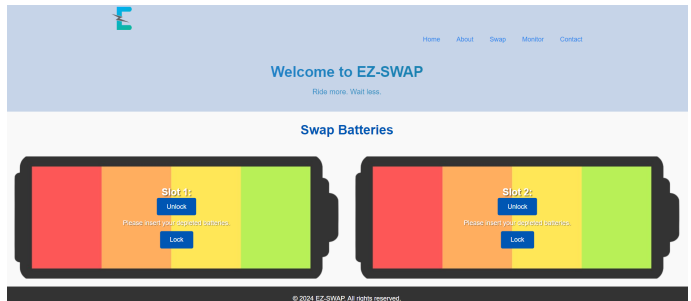 E
Home About Swap Monitor Contact
Welcome to EZ-SWAP
Ride more. Wait less.
Swap Batteries
Slot 1:
Unlock
Please insert your depleted batteries.
Lock
Slot 2:
Unlock
Please insert your depleted batteries.
Lock
© 2024 EZ-SWAP. All rights reserved.